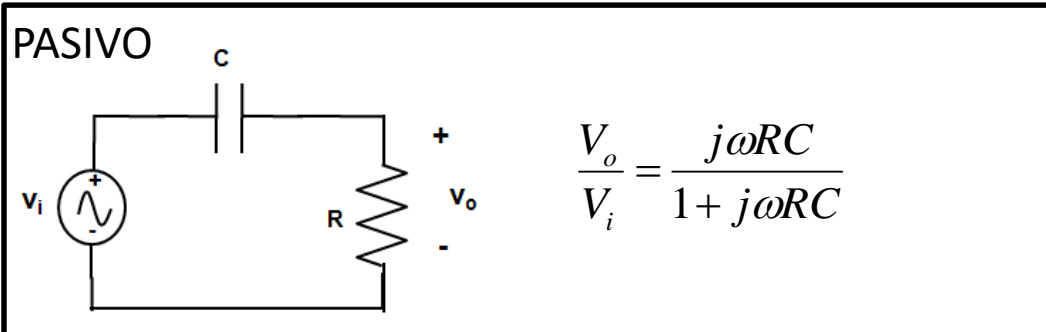 PASIVO
C
+
-
vi
R
+
vo
-
Vo/Vi = jωRC/(1 + jωRC)